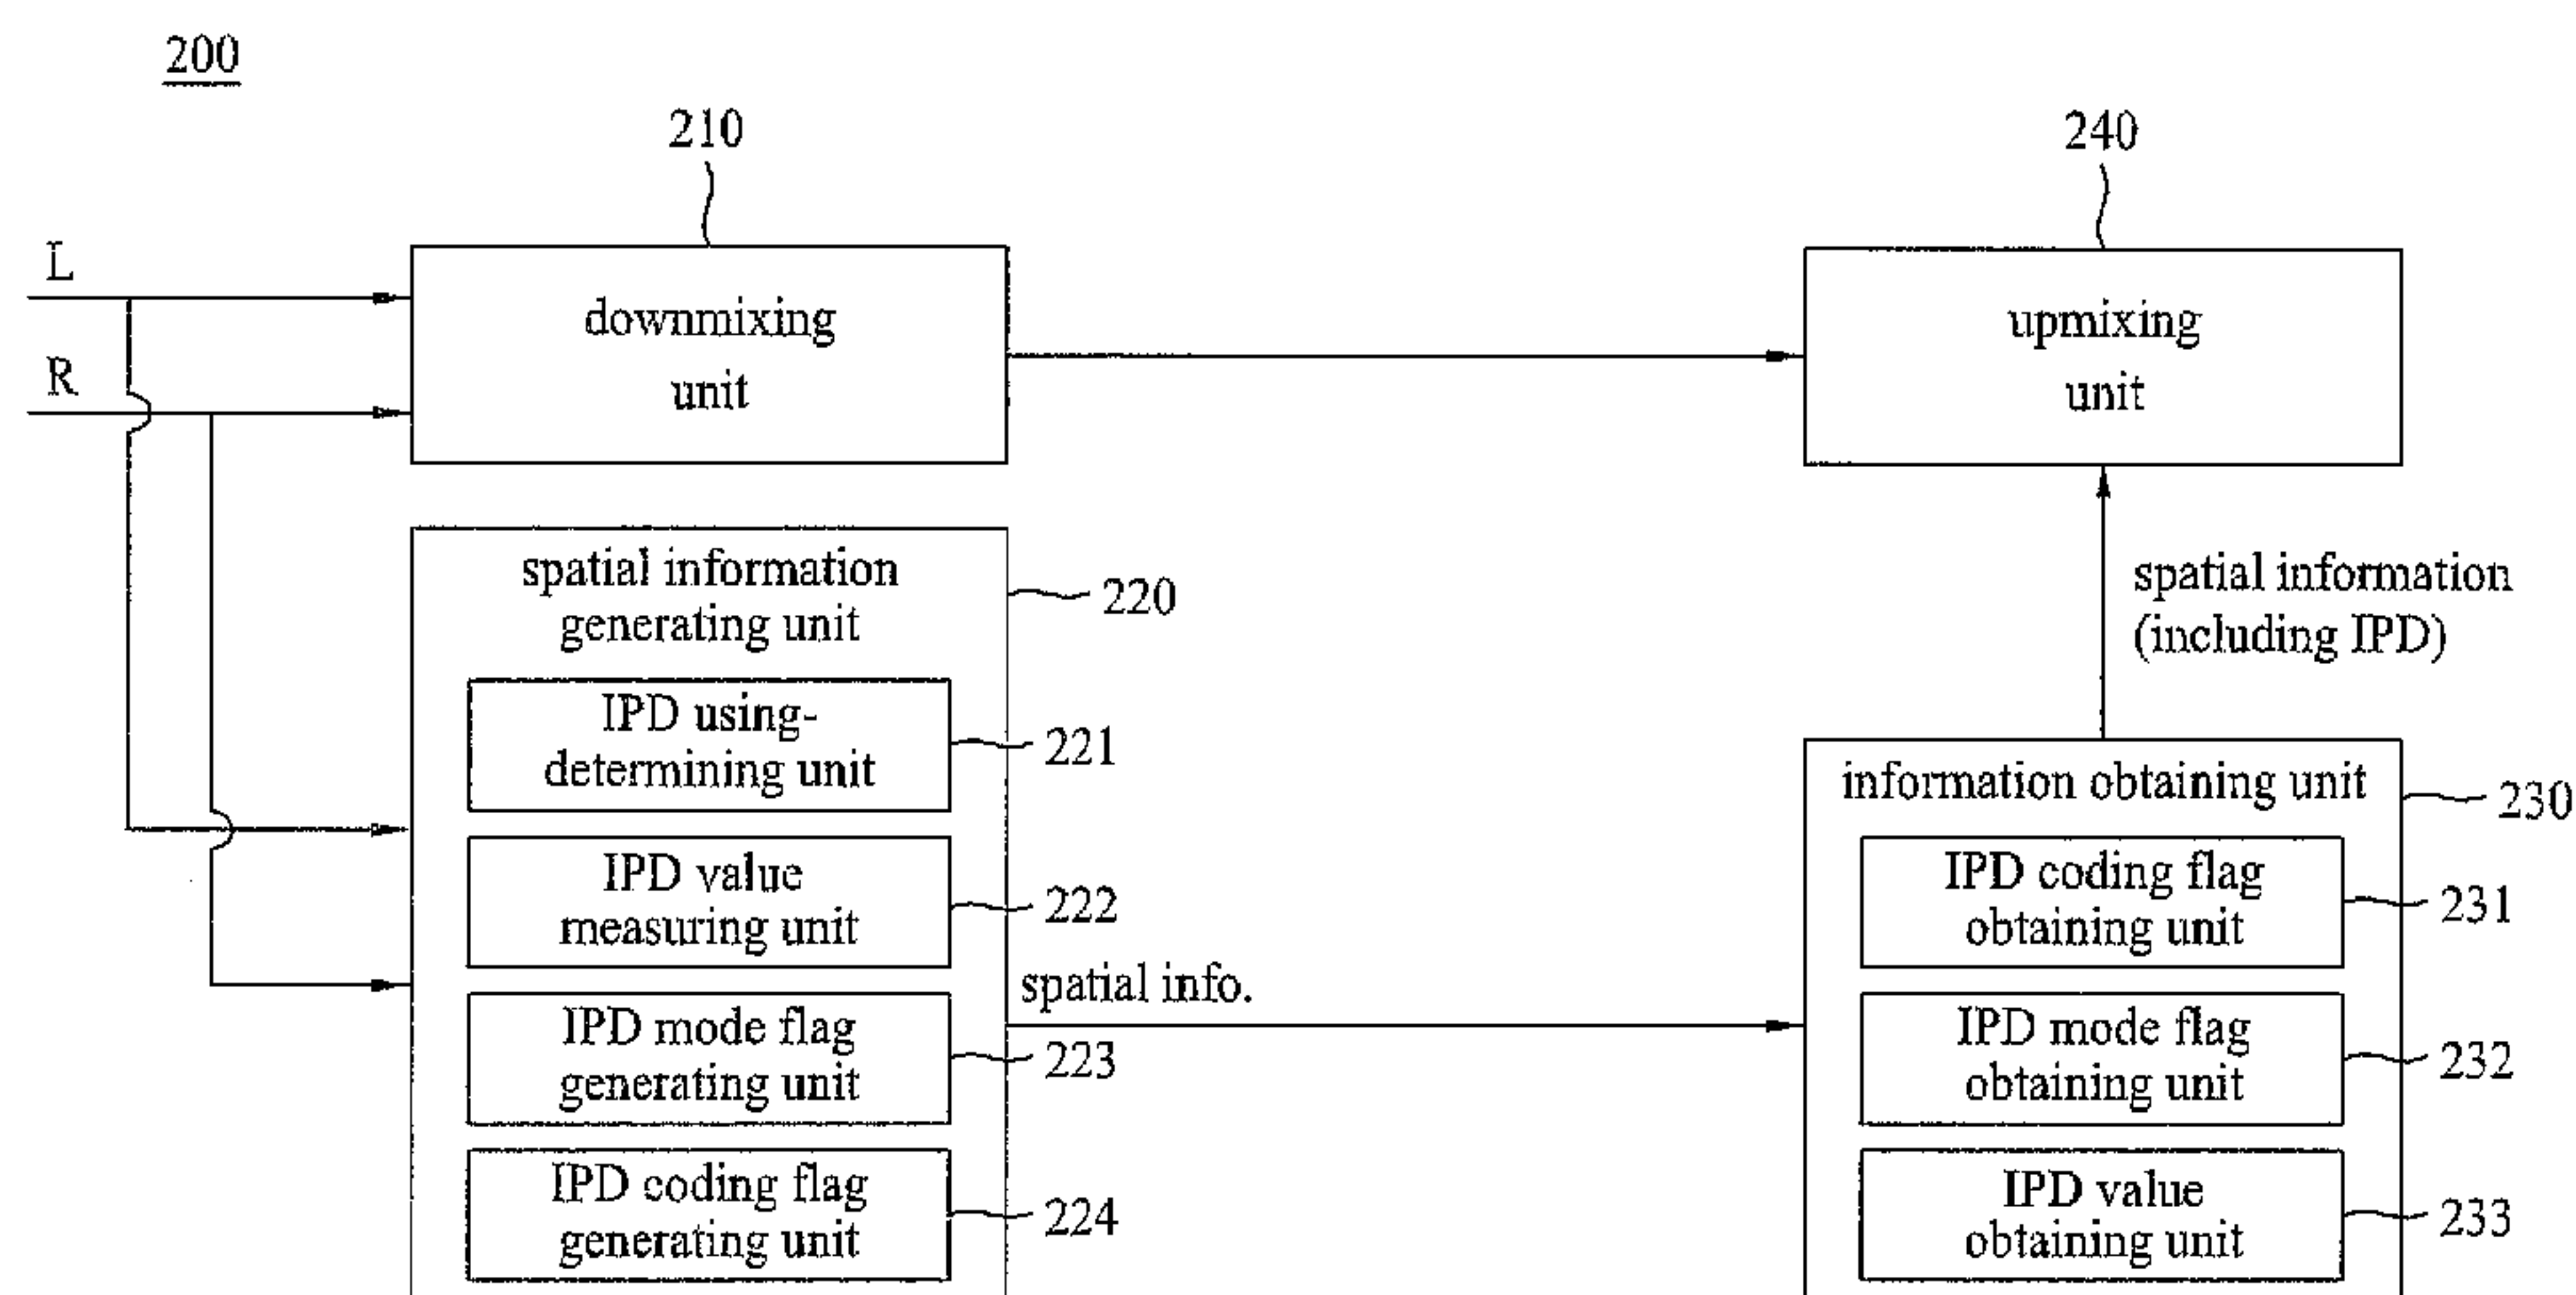 200
210
240
L
R
downmixing
unit
upmixing
unit
spatial information
generating unit
220
spatial information
(including IPD)
IPD using-
determining unit
221
information obtaining unit
230
IPD value
measuring unit
222
IPD coding flag
obtaining unit
231
spatial info.
IPD mode flag
generating unit
223
IPD mode flag
obtaining unit
232
IPD coding flag
generating unit
224
IPD value
obtaining unit
233